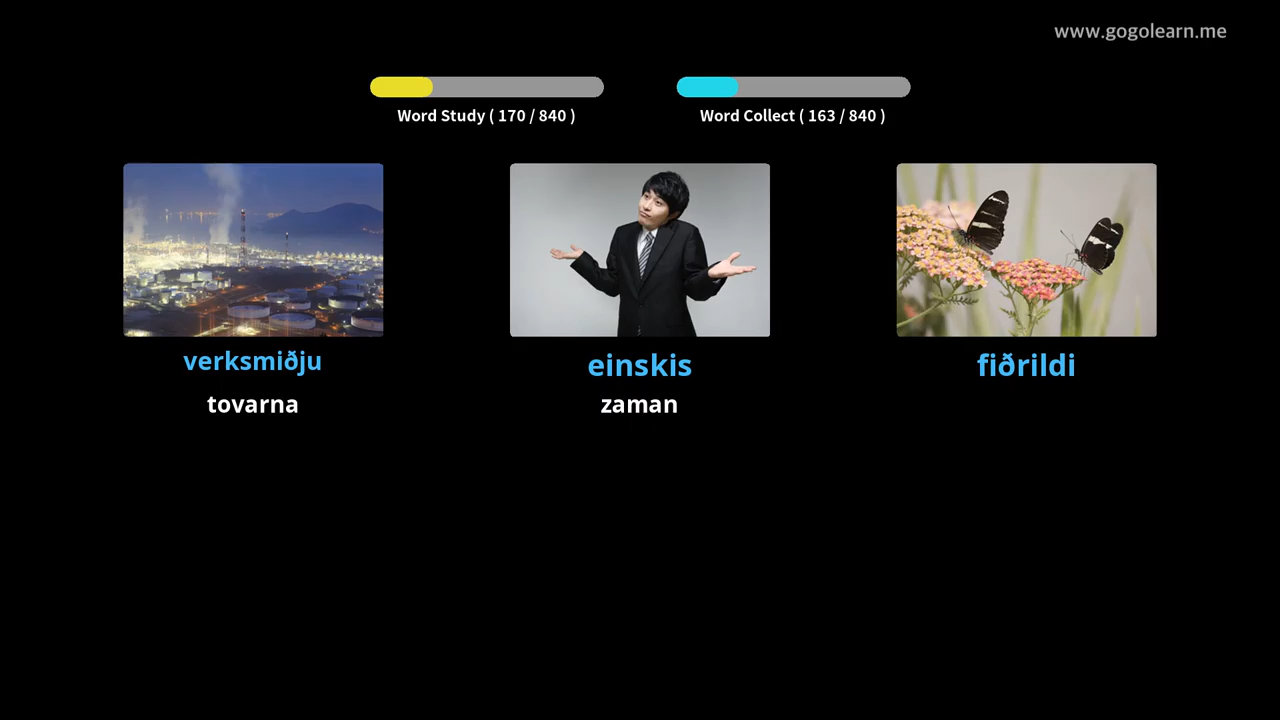 www.gogolearn.me
Word Study ( 170 / 840 )
Word Collect ( 163 / 840 )
verksmiðju
tovarna
einskis
zaman
fiðrildi